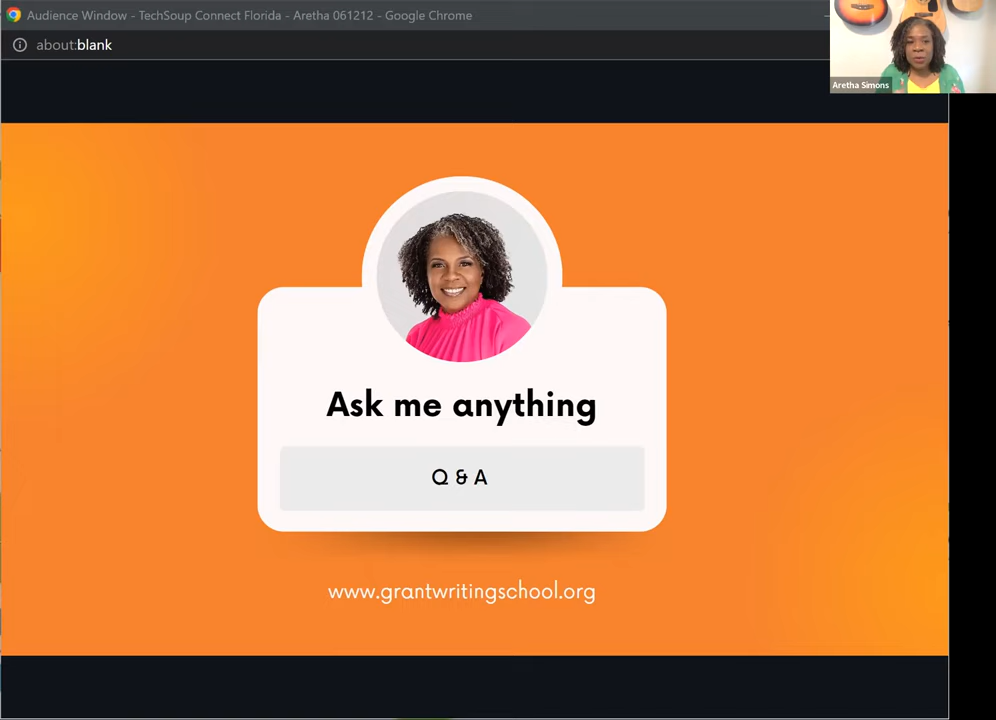 Audience Window - TechSoup Connect Florida - Aretha 061212 - Google Chrome
about:blank
Aretha Simons
Ask me anything
Q & A
www.grantwritingschool.org